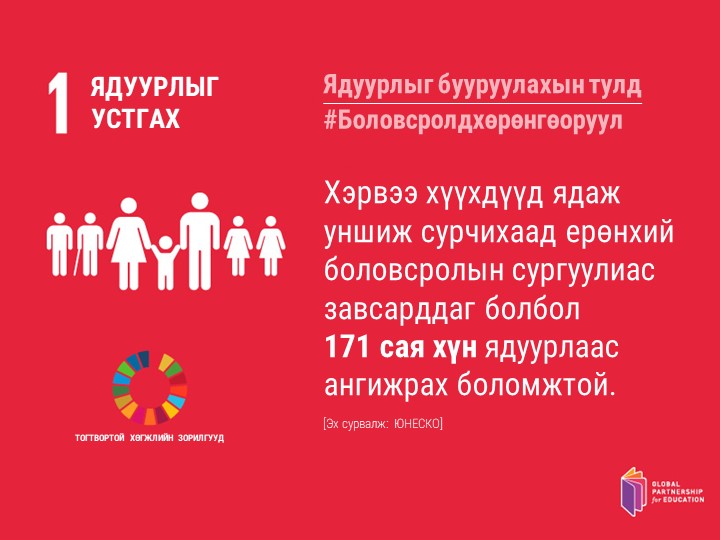 1 ЯДУУРЛЫГ
УСТГАХ
ТОГТВОРТОЙ ХӨГЖЛИЙН ЗОРИЛГУУД
Ядуурлыг бууруулахын тулд
#Боловсролдхөрөнгөоруул
Хэрвээ хүүхдүүд ядаж
уншиж сурчихаад ерөнхий
боловсролын сургуулиас
завсарддаг болбол
171 сая хүн ядуурлаас
ангижрах боломжтой.
[Эх сурвалж: ЮНЕСКО]
GLOBAL
PARTNERSHIP
for EDUCATION